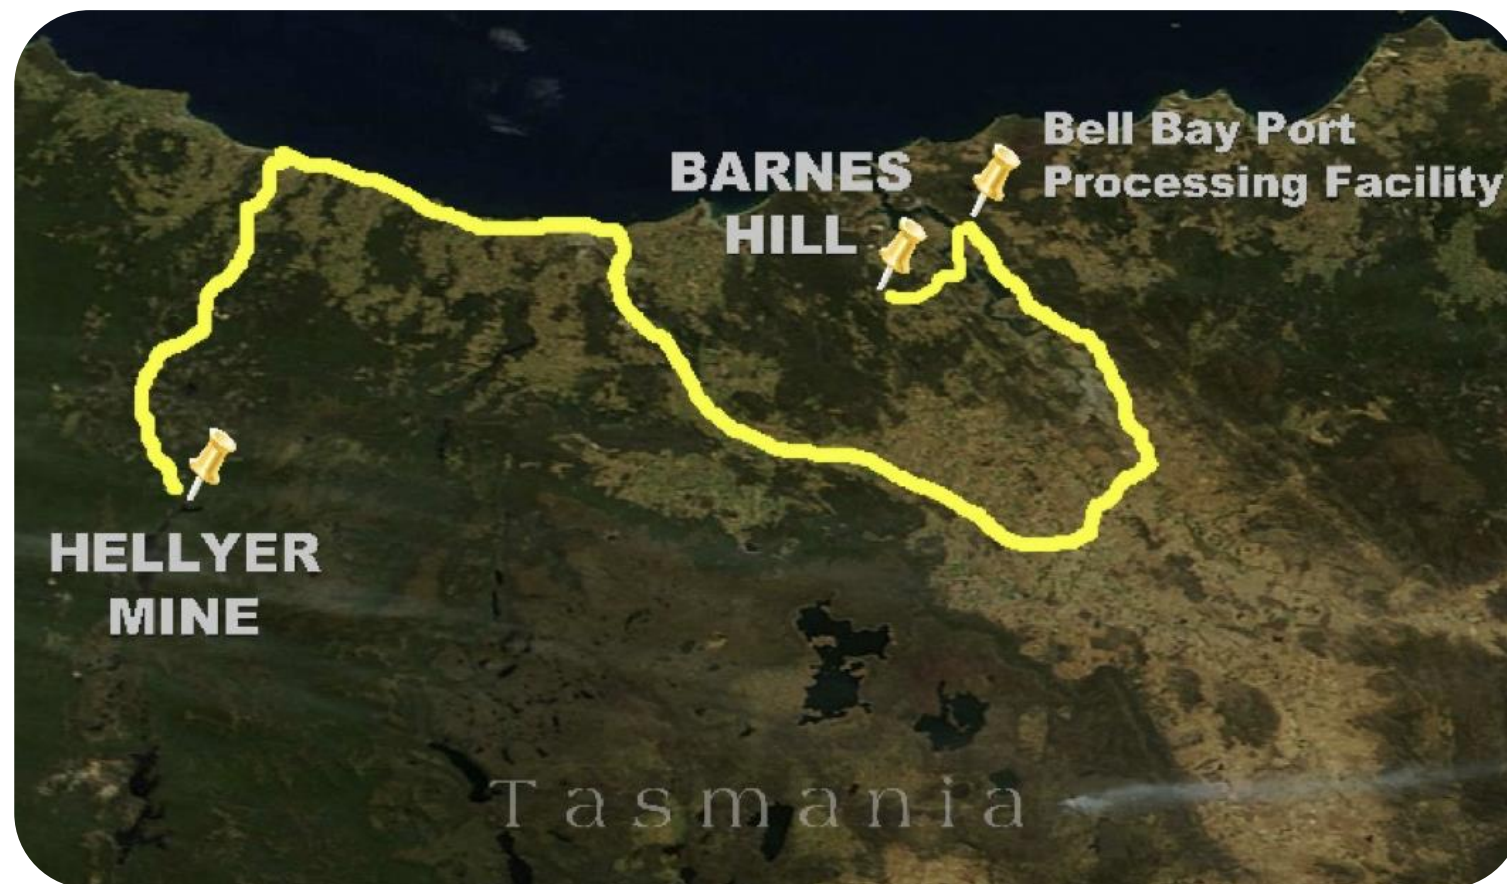 Bell Bay Port
Processing Facility
BARNES
HILL
HELLYER
MINE
Tasmania